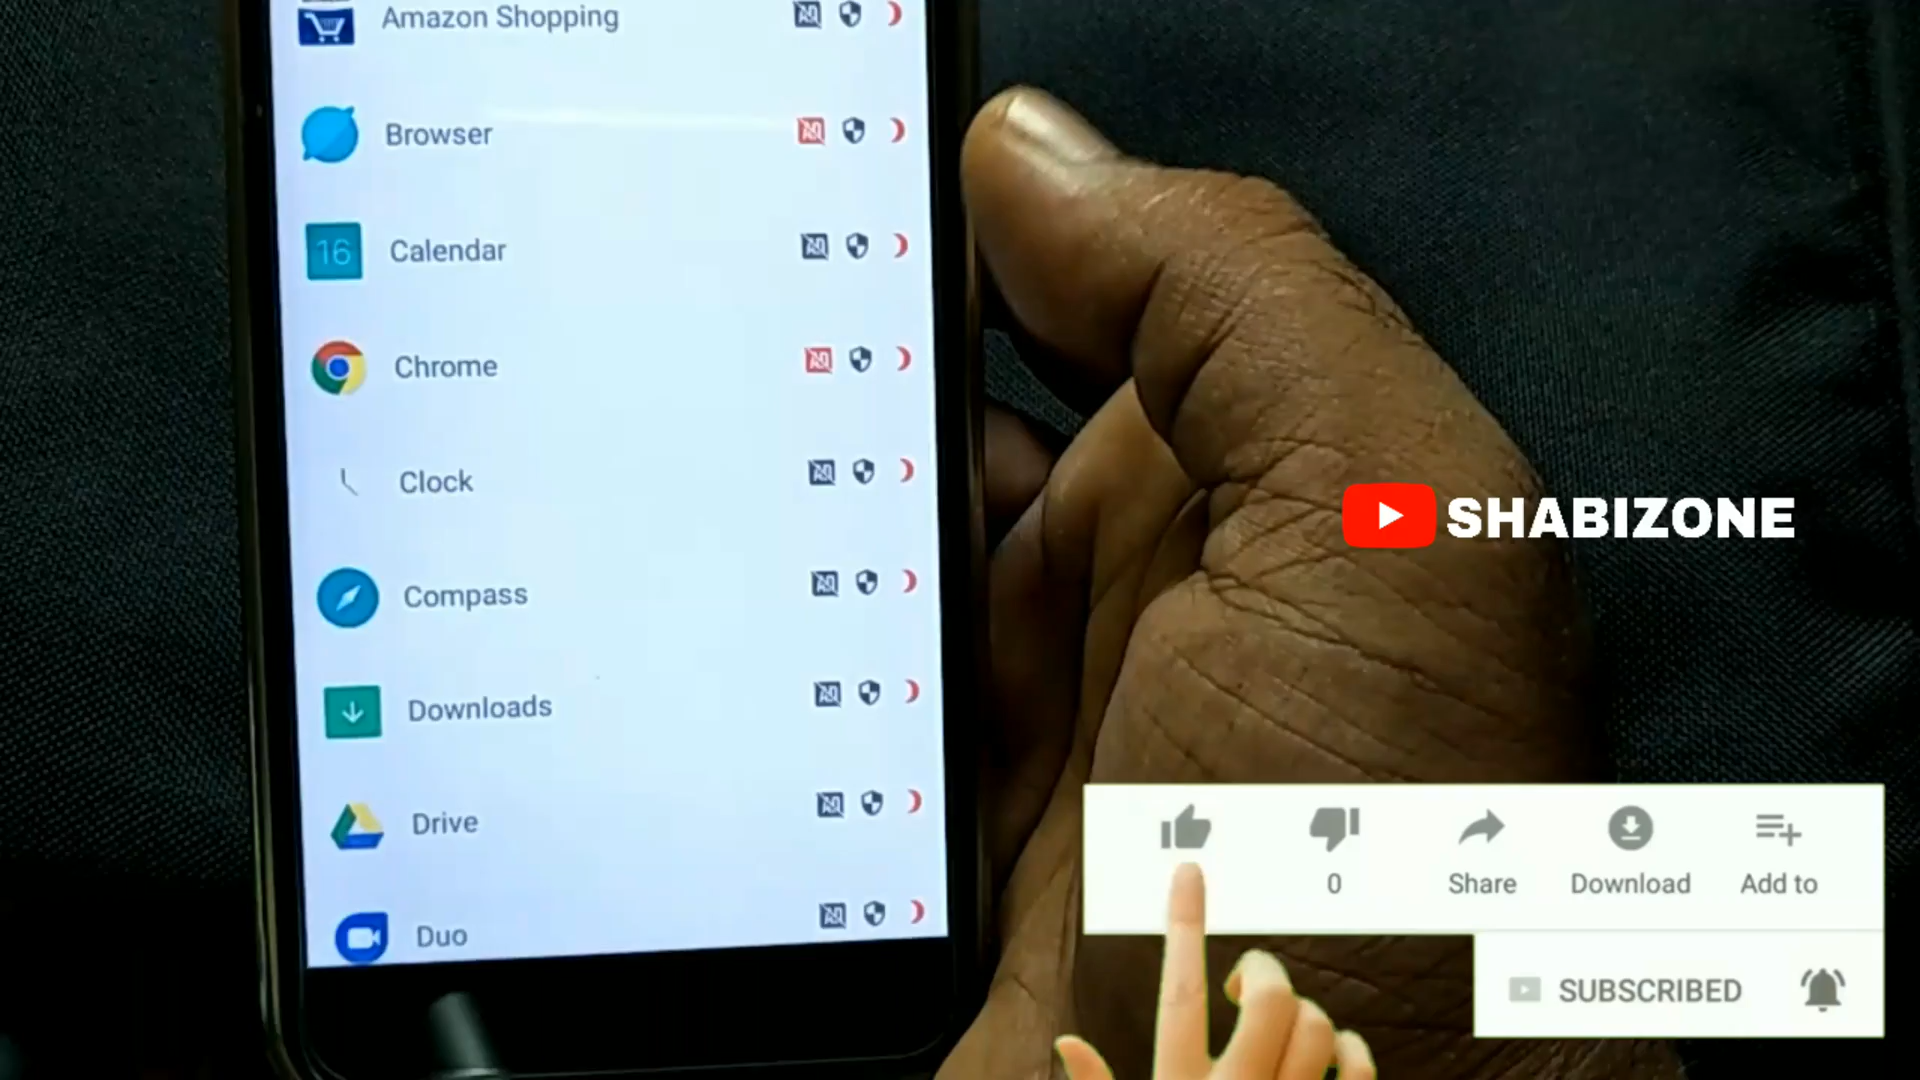 Amazon Shopping
Browser
16 Calendar
Chrome
Clock
Compass
Downloads
Drive
Duo
SHABIZONE
0 Share Download Add to
SUBSCRIBED